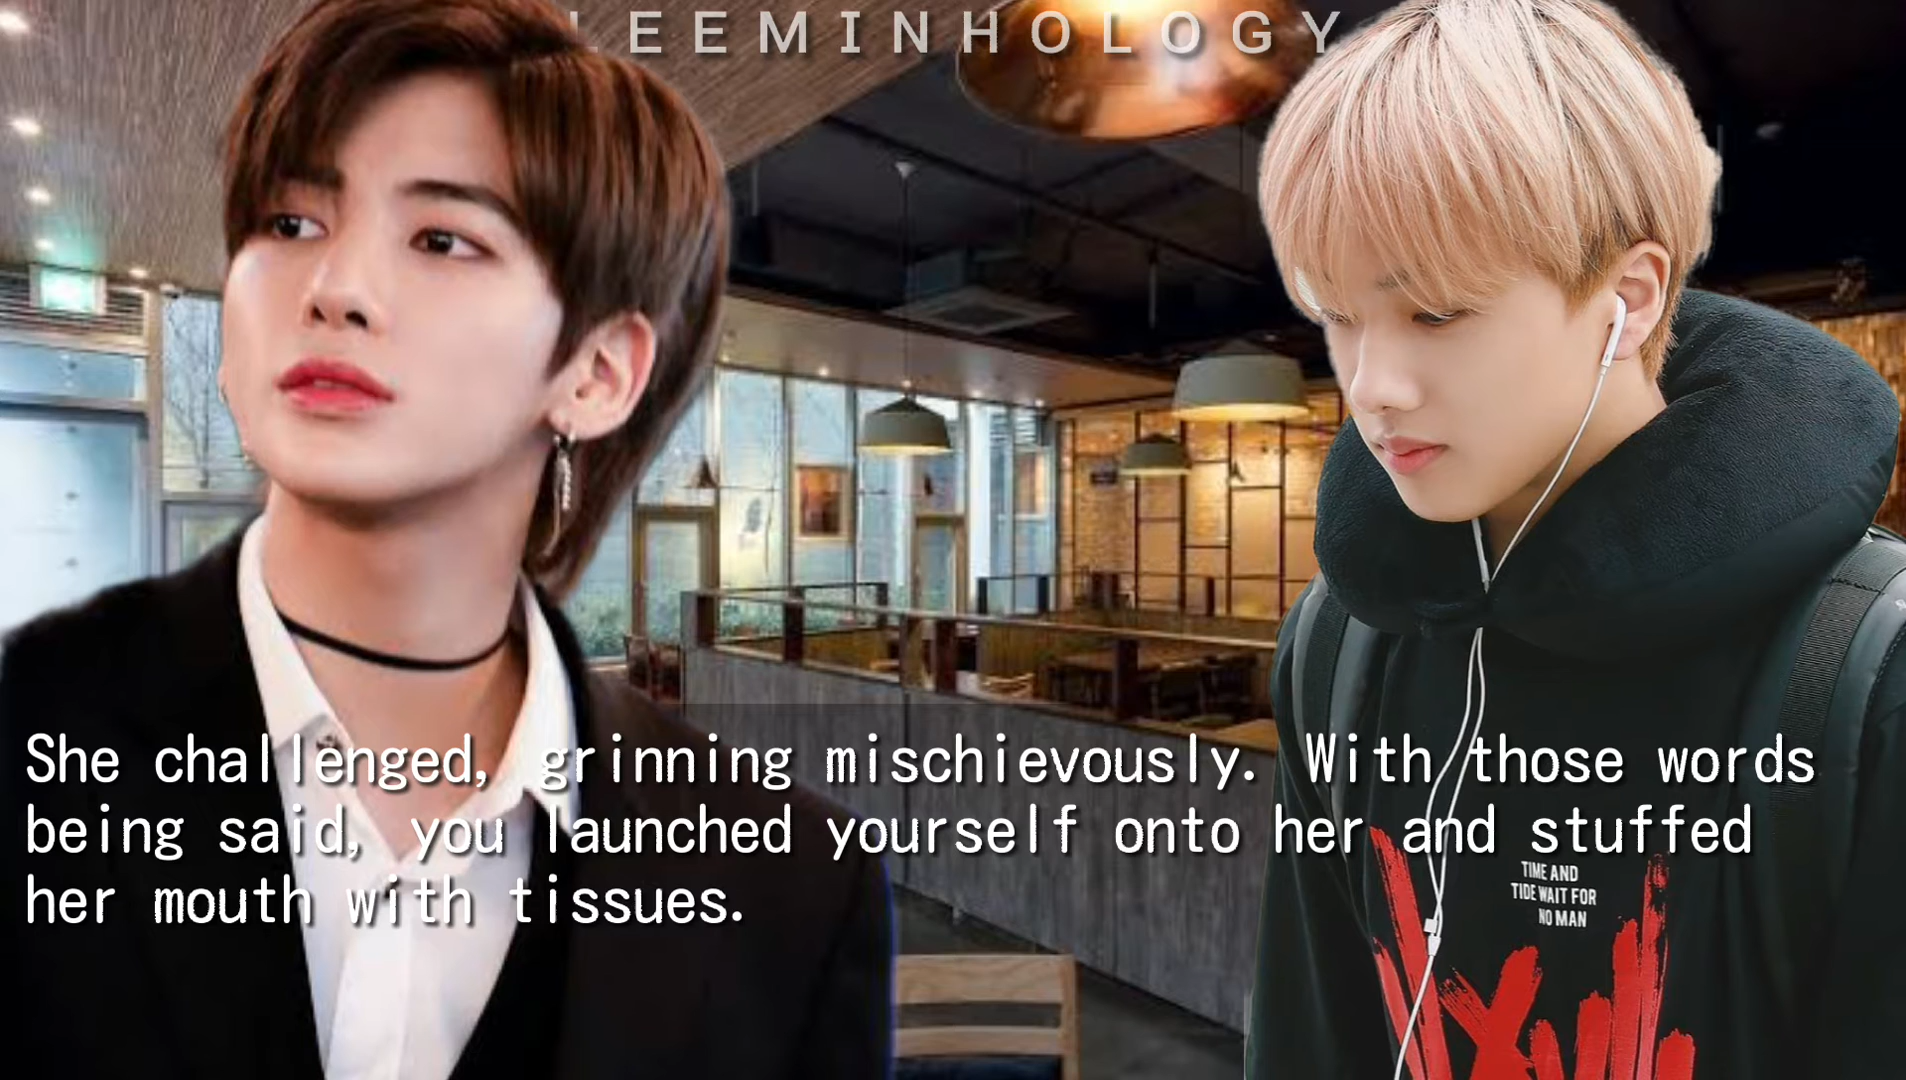 LEEMINHOLOGY
She challenged, grinning mischievously. With those words
being said, you launched yourself onto her and stuffed
her mouth with tissues.
TIME AND
TIDE WAIT FOR
NO MAN